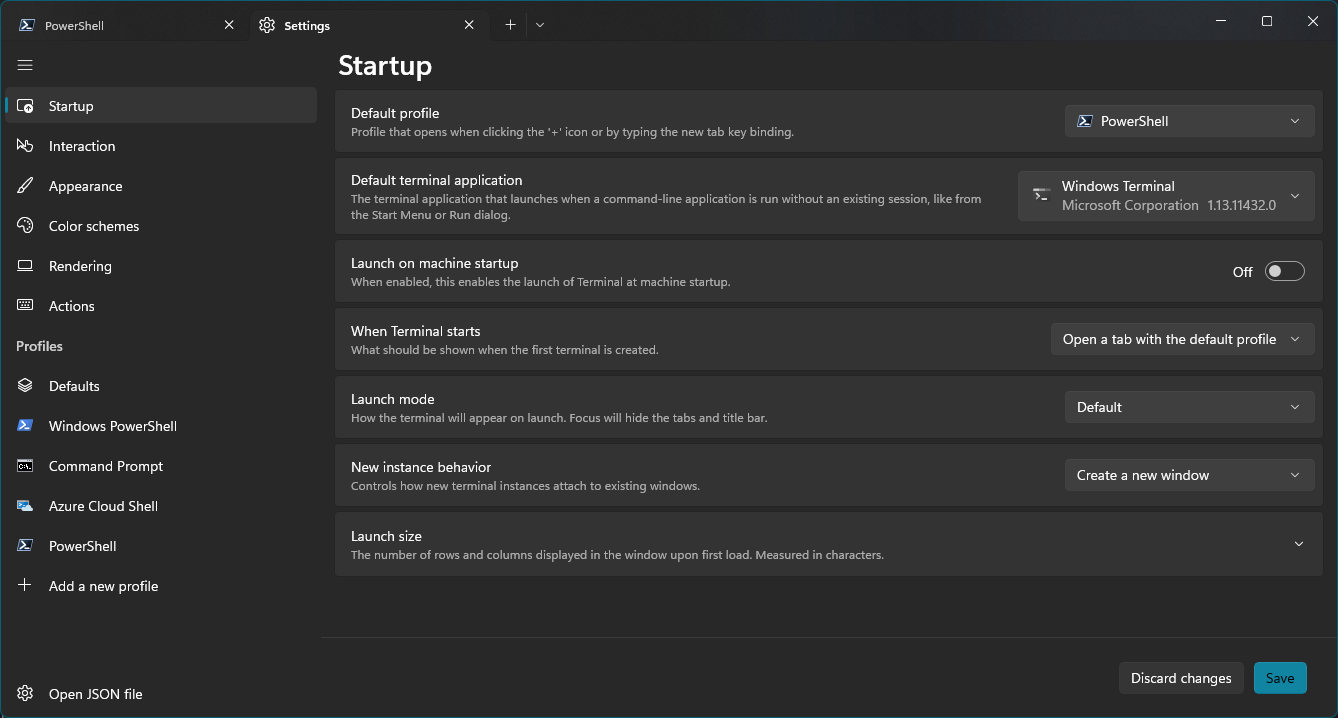 PowerShell
Settings
Startup
Interaction
Appearance
Color schemes
Rendering
Actions
Profiles
Defaults
Windows PowerShell
Command Prompt
Azure Cloud Shell
PowerShell
Add a new profile
Open JSON file
Startup
Default profile
Profile that opens when clicking the '+' icon or by typing the new tab key binding.
PowerShell
Default terminal application
The terminal application that launches when a command-line application is run without an existing session, like from
the Start Menu or Run dialog.
Windows Terminal
Microsoft Corporation 1.13.11432.0
Launch on machine startup
When enabled, this enables the launch of Terminal at machine startup.
Off
When Terminal starts
What should be shown when the first terminal is created.
Open a tab with the default profile
Launch mode
How the terminal will appear on launch. Focus will hide the tabs and title bar.
Default
New instance behavior
Controls how new terminal instances attach to existing windows.
Create a new window
Launch size
The number of rows and columns displayed in the window upon first load. Measured in characters.
Discard changes
Save